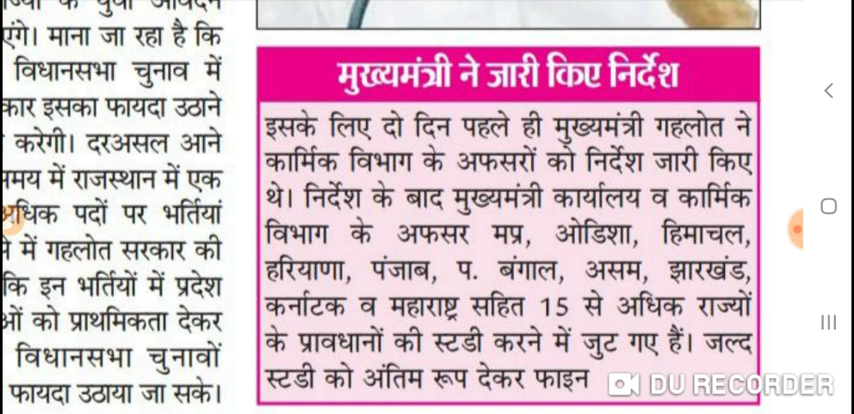 एंगे। माना जा रहा है कि
विधानसभा चुनाव में
कार इसका फायदा उठाने
करेगी। दरअसल आने
समय में राजस्थान में एक
अधिक पदों पर भर्तियां
में गहलोत सरकार की
कि इन भर्तियों में प्रदेश
ओं को प्राथमिकता देकर
विधानसभा चुनावों
फायदा उठाया जा सके।
मुख्यमंत्री ने जारी किए निर्देश
इसके लिए दो दिन पहले ही मुख्यमंत्री गहलोत ने
कार्मिक विभाग के अफसरों को निर्देश जारी किए
थे। निर्देश के बाद मुख्यमंत्री कार्यालय व कार्मिक
विभाग के अफसर मप्र, ओडिशा, हिमाचल,
हरियाणा, पंजाब, प. बंगाल, असम, झारखंड,
कर्नाटक व महाराष्ट्र सहित 15 से अधिक राज्यों
के प्रावधानों की स्टडी करने में जुट गए हैं। जल्द
स्टडी को अंतिम रूप देकर फाइन
DU RECORDER